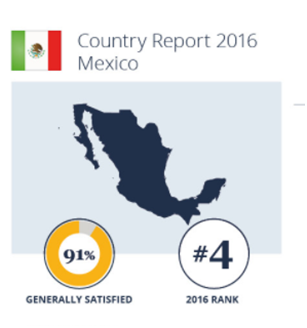 Country Report 2016
Mexico
91%
#4
GENERALLY SATISFIED
2016 RANK